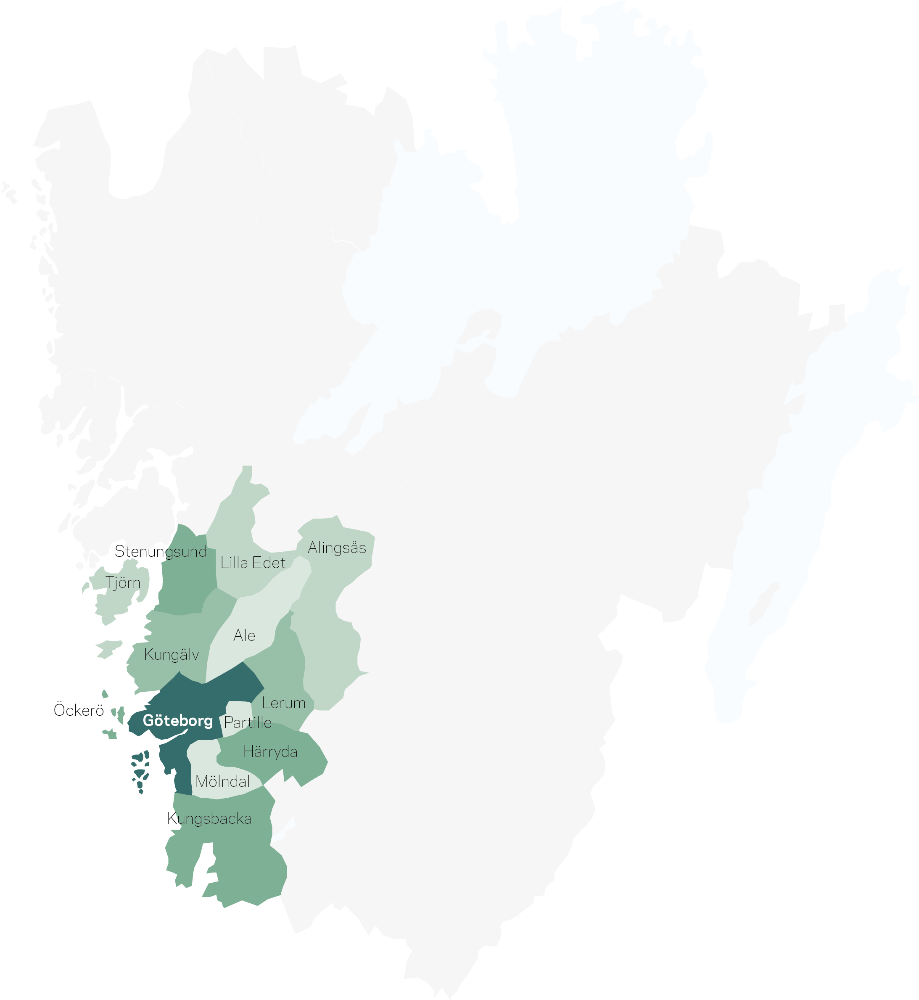 Alingsås
Stenungsund
Lilla Edet
Tjörn
Ale
Kungälv
Lerum
Öckerö
Göteborg
Partille
Härryda
Mölndal
Kungsbacka